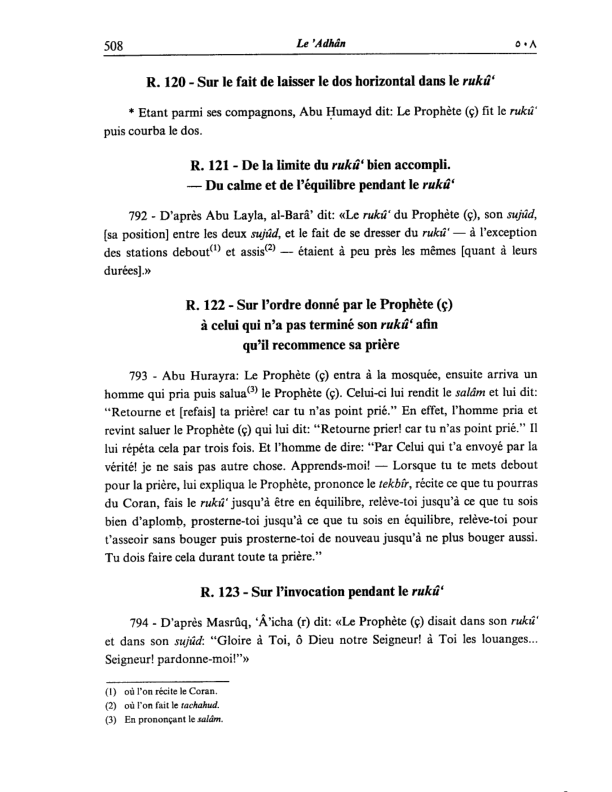 508 Le 'Adhân ٥٠٨
R. 120 - Sur le fait de laisser le dos horizontal dans le rukû‘
* Etant parmi ses compagnons, Abu Ḥumayd dit: Le Prophète (ç) fit le rukû‘
puis courba le dos.
R. 121 - De la limite du rukû‘ bien accompli.
— Du calme et de l'équilibre pendant le rukû‘
792 - D'après Abu Layla, al-Barâ’ dit: «Le rukû‘ du Prophète (ç), son sujûd,
[sa position] entre les deux sujûd, et le fait de se dresser du rukû‘ — à l'exception
des stations debout(1) et assis(2) — étaient à peu près les mêmes [quant à leurs
durées].»
R. 122 - Sur l'ordre donné par le Prophète (ç)
à celui qui n'a pas terminé son rukû‘ afin
qu'il recommence sa prière
793 - Abu Hurayra: Le Prophète (ç) entra à la mosquée, ensuite arriva un
homme qui pria puis salua(3) le Prophète (ç). Celui-ci lui rendit le salâm et lui dit:
“Retourne et [refais] ta prière! car tu n'as point prié.” En effet, l'homme pria et
revint saluer le Prophète (ç) qui lui dit: “Retourne prier! car tu n'as point prié.” Il
lui répéta cela par trois fois. Et l'homme de dire: “Par Celui qui t'a envoyé par la
vérité! je ne sais pas autre chose. Apprends-moi! — Lorsque tu te mets debout
pour la prière, lui expliqua le Prophète, prononce le tekbîr, récite ce que tu pourras
du Coran, fais le rukû‘ jusqu'à être en équilibre, relève-toi jusqu'à ce que tu sois
bien d'aplomb, prosterne-toi jusqu'à ce que tu sois en équilibre, relève-toi pour
t'asseoir sans bouger puis prosterne-toi de nouveau jusqu'à ne plus bouger aussi.
Tu dois faire cela durant toute ta prière.”
R. 123 - Sur l'invocation pendant le rukû‘
794 - D'après Masrûq, ‘Â'icha (r) dit: «Le Prophète (ç) disait dans son rukû‘
et dans son sujûd: “Gloire à Toi, ô Dieu notre Seigneur! à Toi les louanges...
Seigneur! pardonne-moi!”»
(1) où l'on récite le Coran.
(2) où l'on fait le tachahud.
(3) En prononçant le salâm.